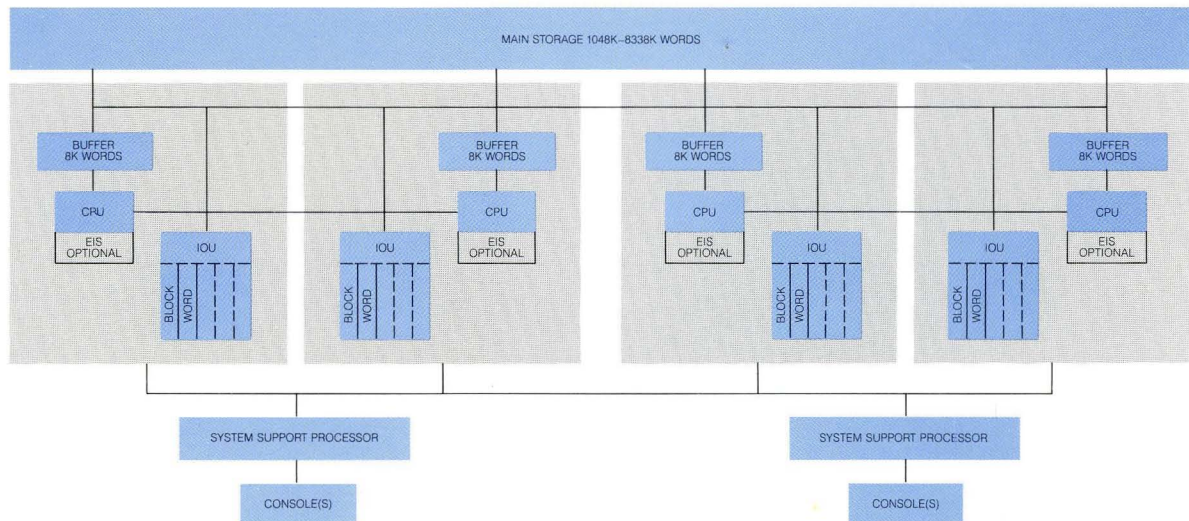 MAIN STORAGE 1048K–8338K WORDS
BUFFER
8K WORDS
BUFFER
8K WORDS
BUFFER
8K WORDS
BUFFER
8K WORDS
CPU
CPU
CPU
CPU
EIS
OPTIONAL
IOU
IOU
EIS
OPTIONAL
EIS
OPTIONAL
IOU
IOU
EIS
OPTIONAL
BLOCK
WORD
BLOCK
WORD
BLOCK
WORD
BLOCK
WORD
SYSTEM SUPPORT PROCESSOR
SYSTEM SUPPORT PROCESSOR
CONSOLE(S)
CONSOLE(S)